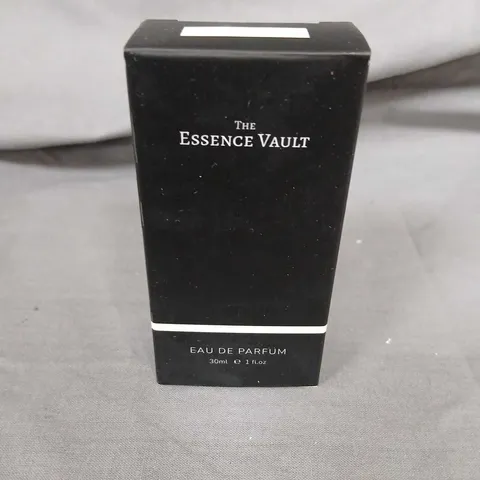 THE
ESSENCE VAULT
EAU DE PARFUM
30ml ℮ 1 fl.oz